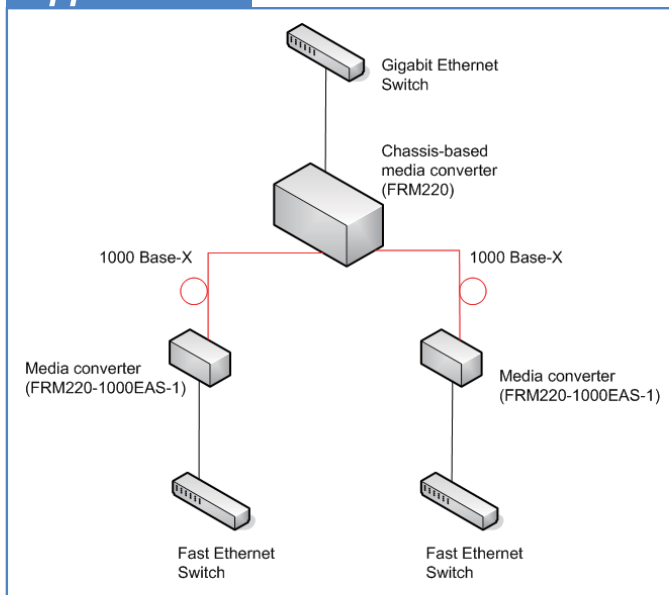 Gigabit Ethernet
Switch
Chassis-based
media converter
(FRM220)
1000 Base-X
1000 Base-X
Media converter
(FRM220-1000EAS-1)
Media converter
(FRM220-1000EAS-1)
Fast Ethernet
Switch
Fast Ethernet
Switch